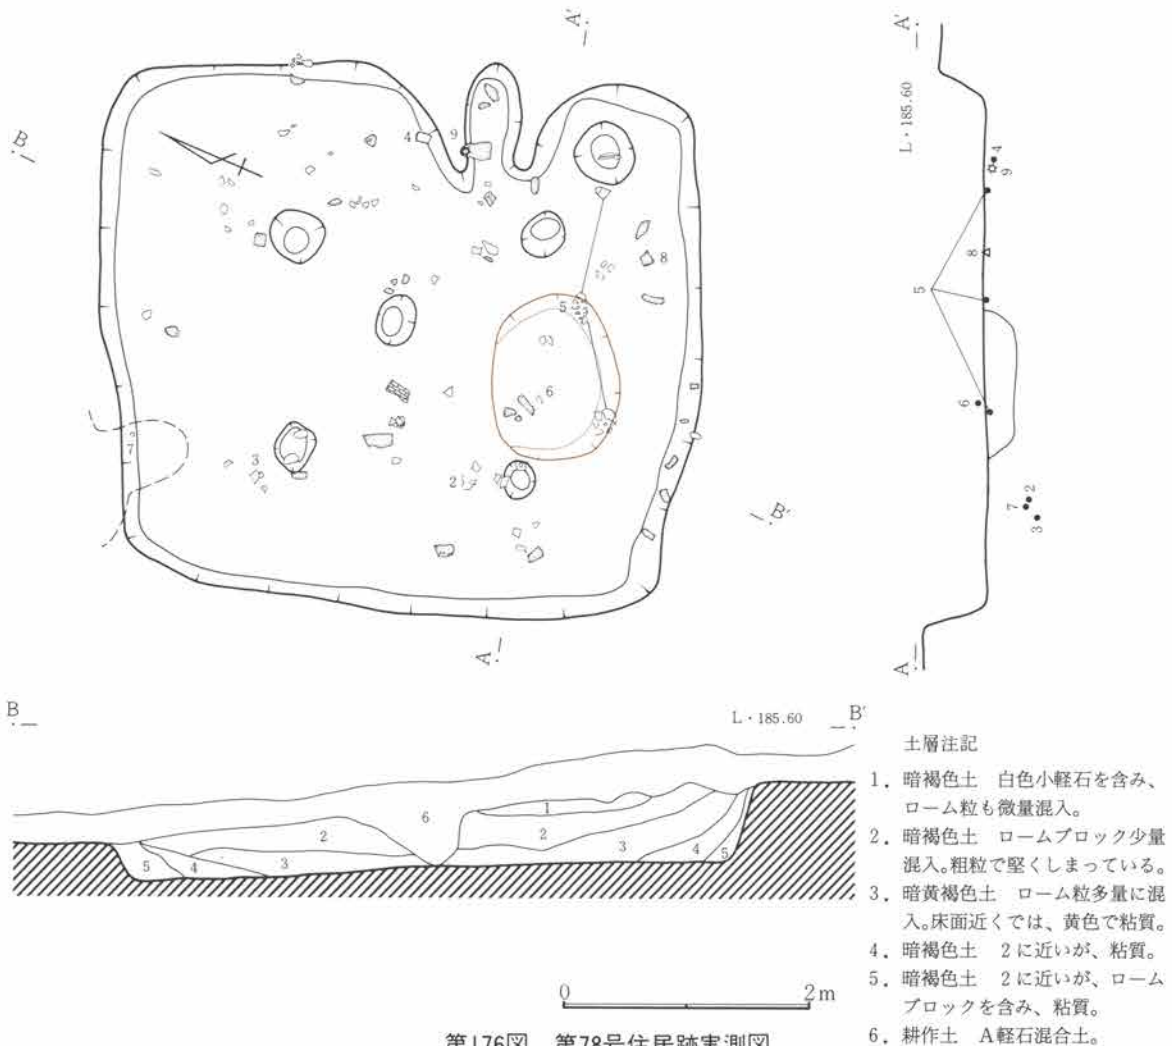 A'
B
4
9
8
5
6
7
3
2
B'
A
A'
L・185.60
4
9
8
5
6
2
7
3
A
B
L・185.60
B'
1
6
2
2
3
3
4
4
5
5
土層注記
1．暗褐色土　白色小軽石を含み、
ローム粒も微量混入。
2．暗褐色土　ロームブロック少量
混入。粗粒で堅くしまっている。
3．暗黄褐色土　ローム粒多量に混
入。床面近くでは、黄色で粘質。
4．暗褐色土　2に近いが、粘質。
5．暗褐色土　2に近いが、ローム
ブロックを含み、粘質。
6．耕作土　A軽石混合土。
0　2m
第176図　第78号住居跡実測図